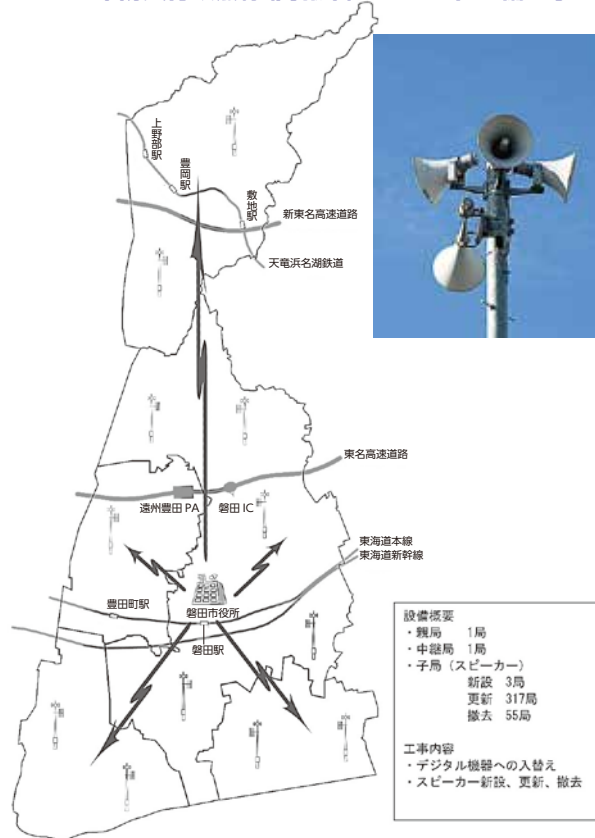 上野部駅
豊岡駅
敷地駅
新東名高速道路
天竜浜名湖鉄道
東名高速道路
遠州豊田 PA
磐田 IC
東海道本線
東海道新幹線
豊田町駅
磐田市役所
磐田駅
設備概要
・親局 1局
・中継局 1局
・子局（スピーカー）
新設 3局
更新 317局
撤去 55局
工事内容
・デジタル機器への入替え
・スピーカー新設、更新、撤去